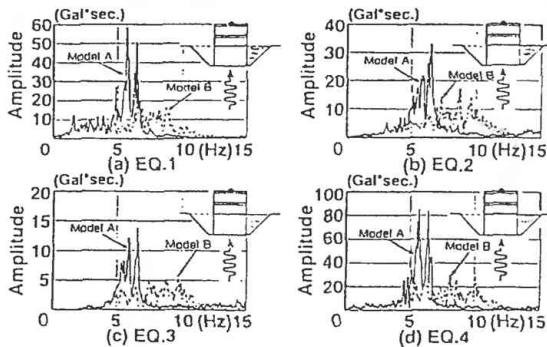 (Gal*sec.)
60
50
40
30
20
10
0
Amplitude
Model A
Model B
5
10
(Hz)
15
(a) EQ.1
(Gal*sec.)
40
30
20
10
0
Amplitude
Model A
Model B
5
10
(Hz)
15
(b) EQ.2
(Gal*sec.)
20
15
10
5
0
Amplitude
Model A
Model B
5
10
(Hz)
15
(c) EQ.3
(Gal*sec.)
100
80
60
40
20
0
Amplitude
Model A
Model B
5
10
(Hz)
15
(d) EQ.4